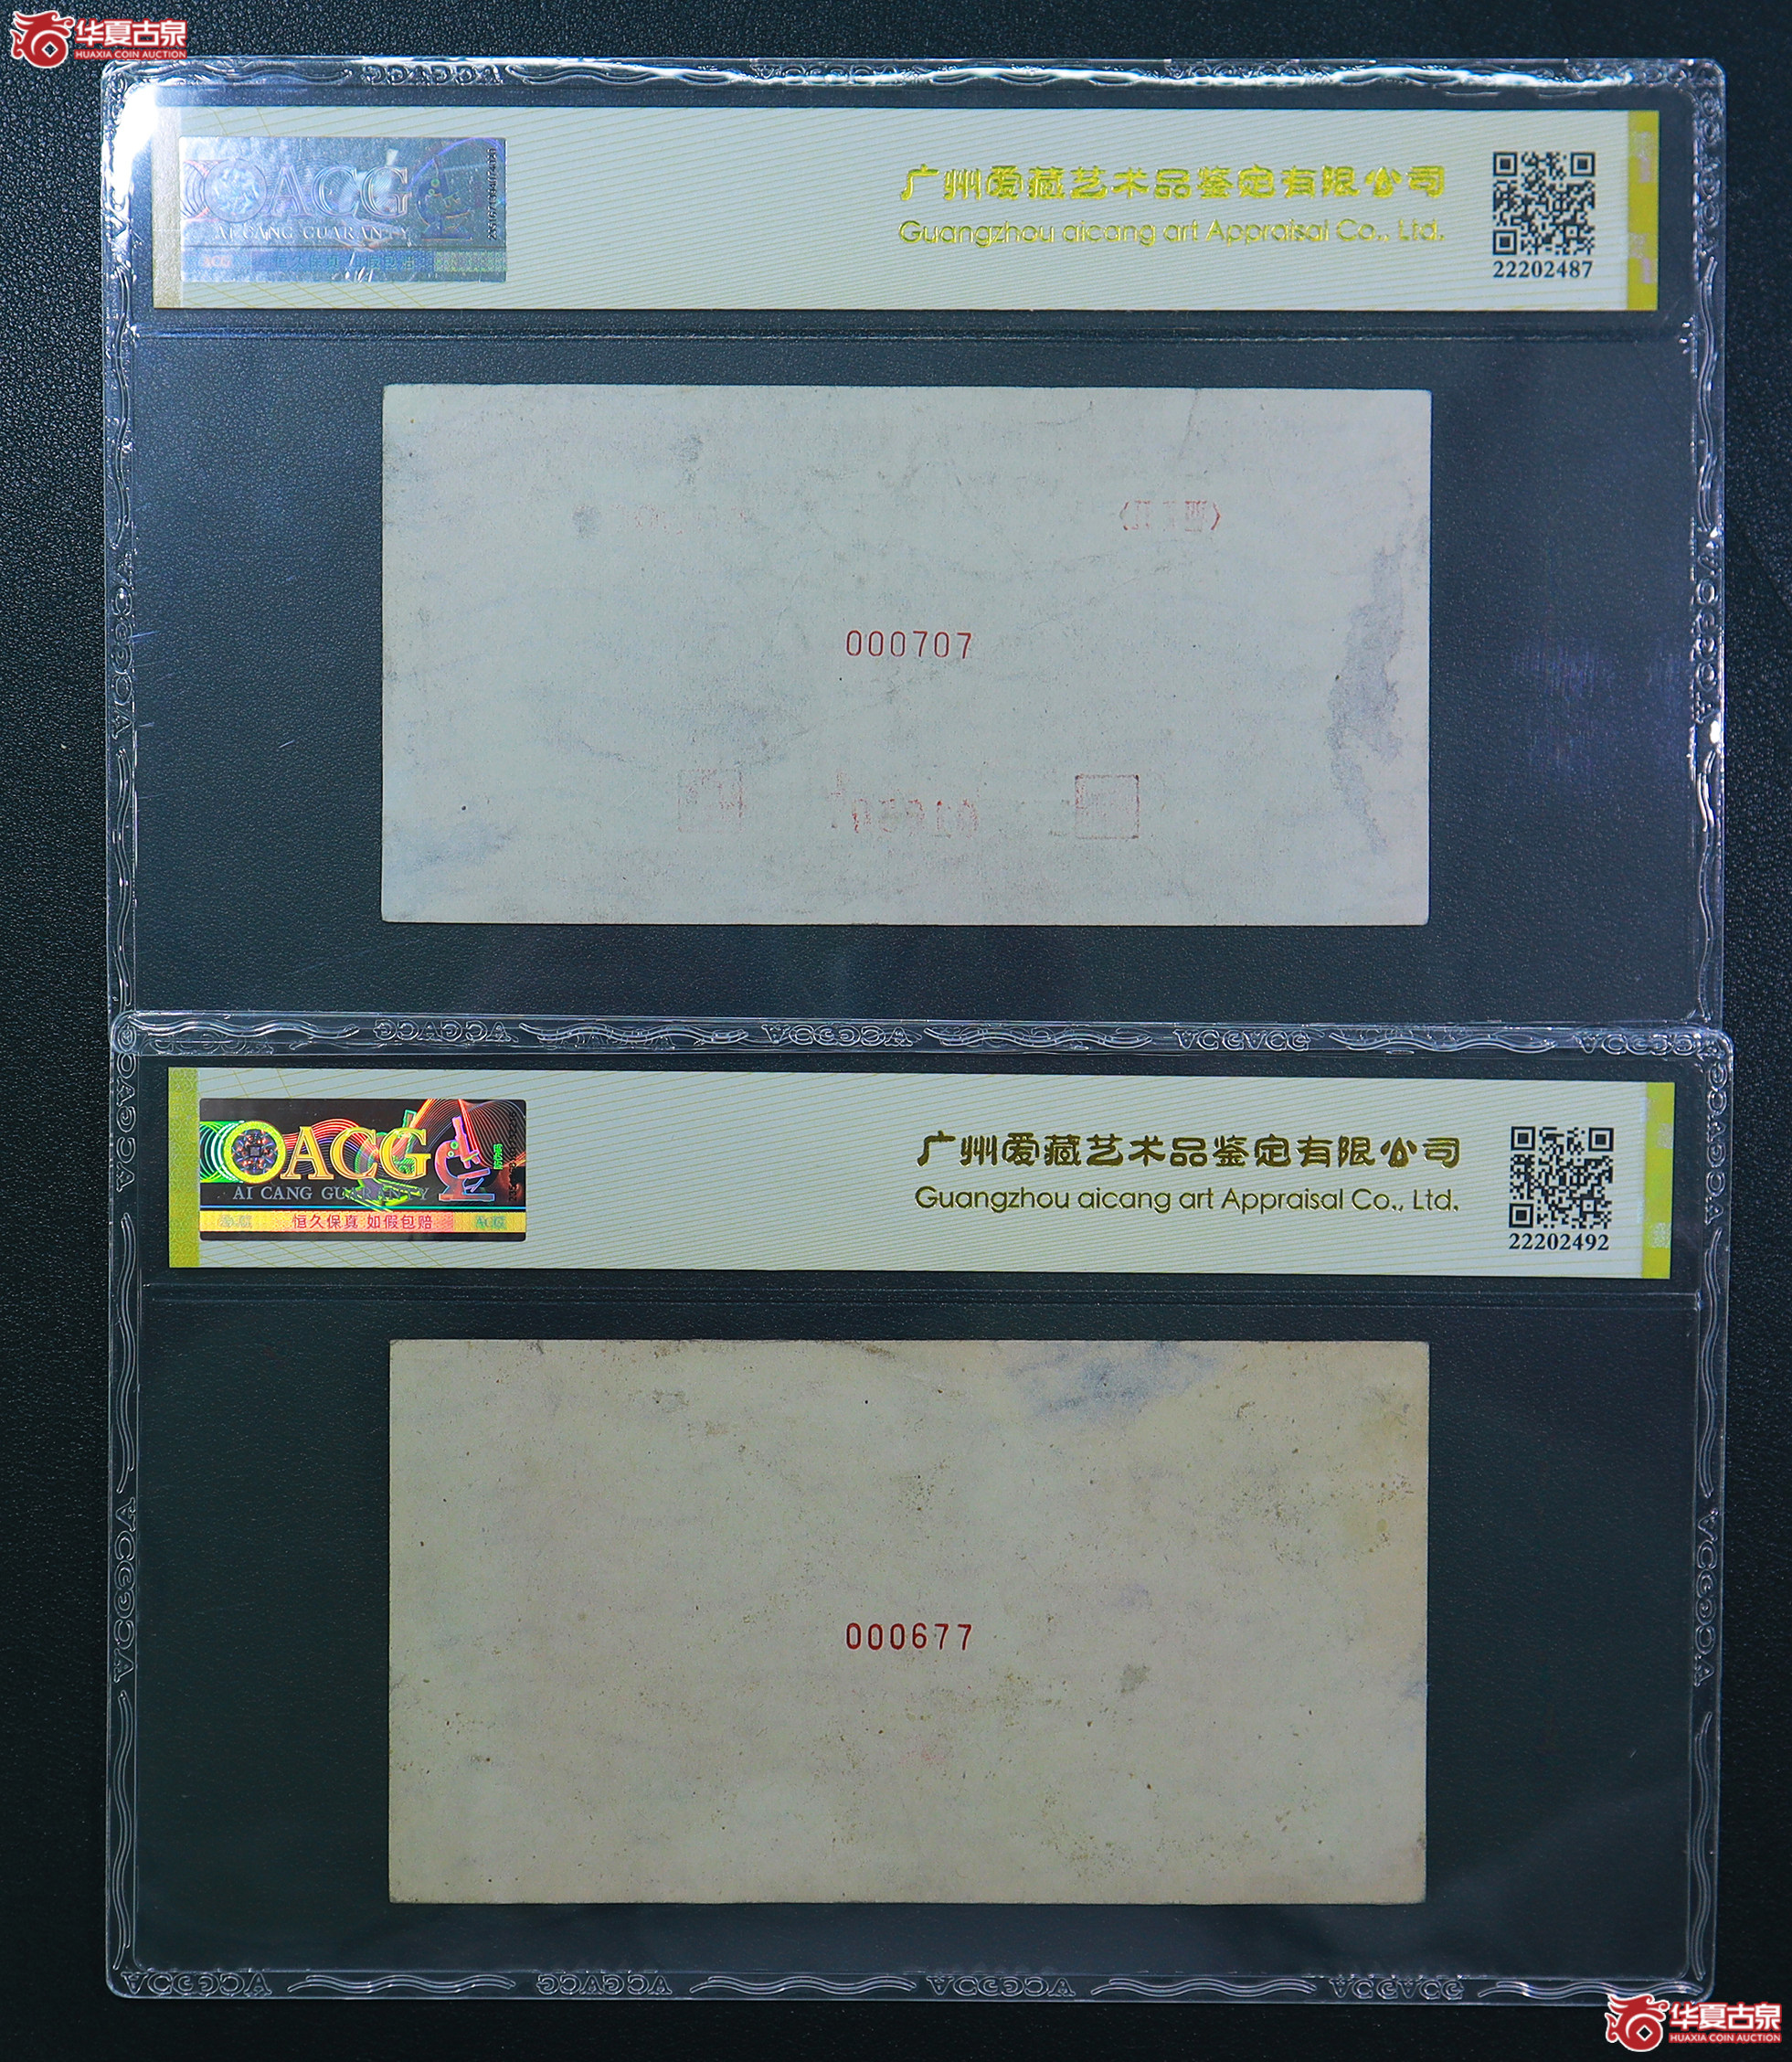 华夏古泉
HUAXIA COIN AUCTION
ACG
AI CANG GUARANTY
广州爱藏艺术品鉴定有限公司
Guangzhou aicang art Appraisal Co., Ltd.
22202487
000707
ACG
AI CANG GUARANTY
恒久保真 如假包赔
ACG
广州爱藏艺术品鉴定有限公司
Guangzhou aicang art Appraisal Co., Ltd.
22202492
000677
华夏古泉
HUAXIA COIN AUCTION